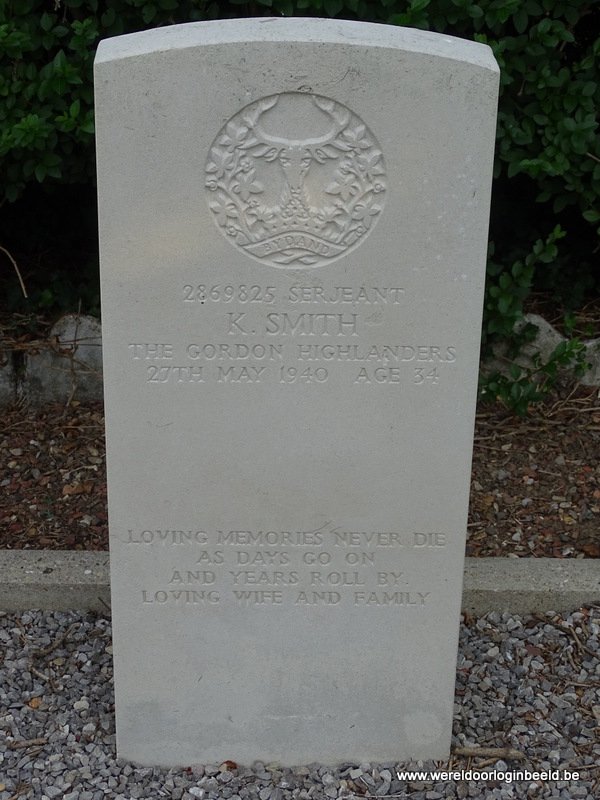 BYDAND
2869825 SERJEANT
K. SMITH
THE GORDON HIGHLANDERS
27TH MAY 1940 AGE 34
LOVING MEMORIES NEVER DIE
AS DAYS GO ON
AND YEARS ROLL BY.
LOVING WIFE AND FAMILY
www.wereldoorloginbeeld.be